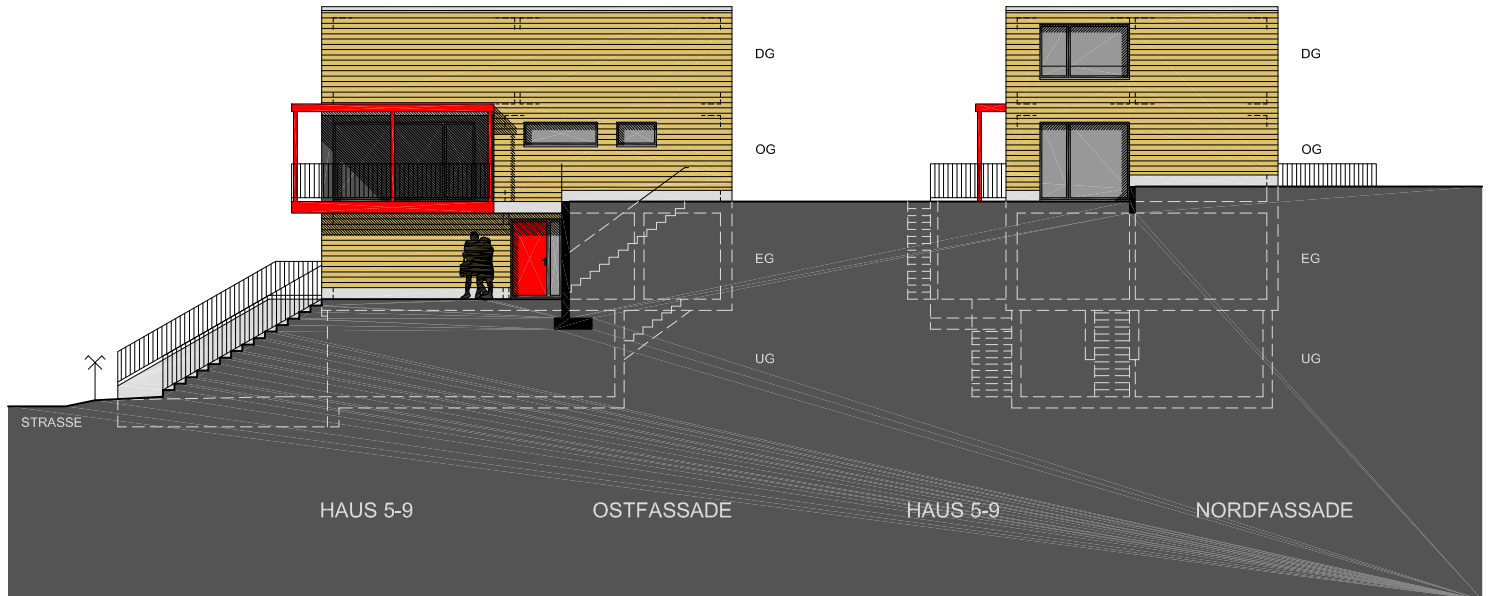 DG
OG
EG
UG
DG
OG
EG
UG
STRASSE
HAUS 5-9
OSTFASSADE
HAUS 5-9
NORDFASSADE